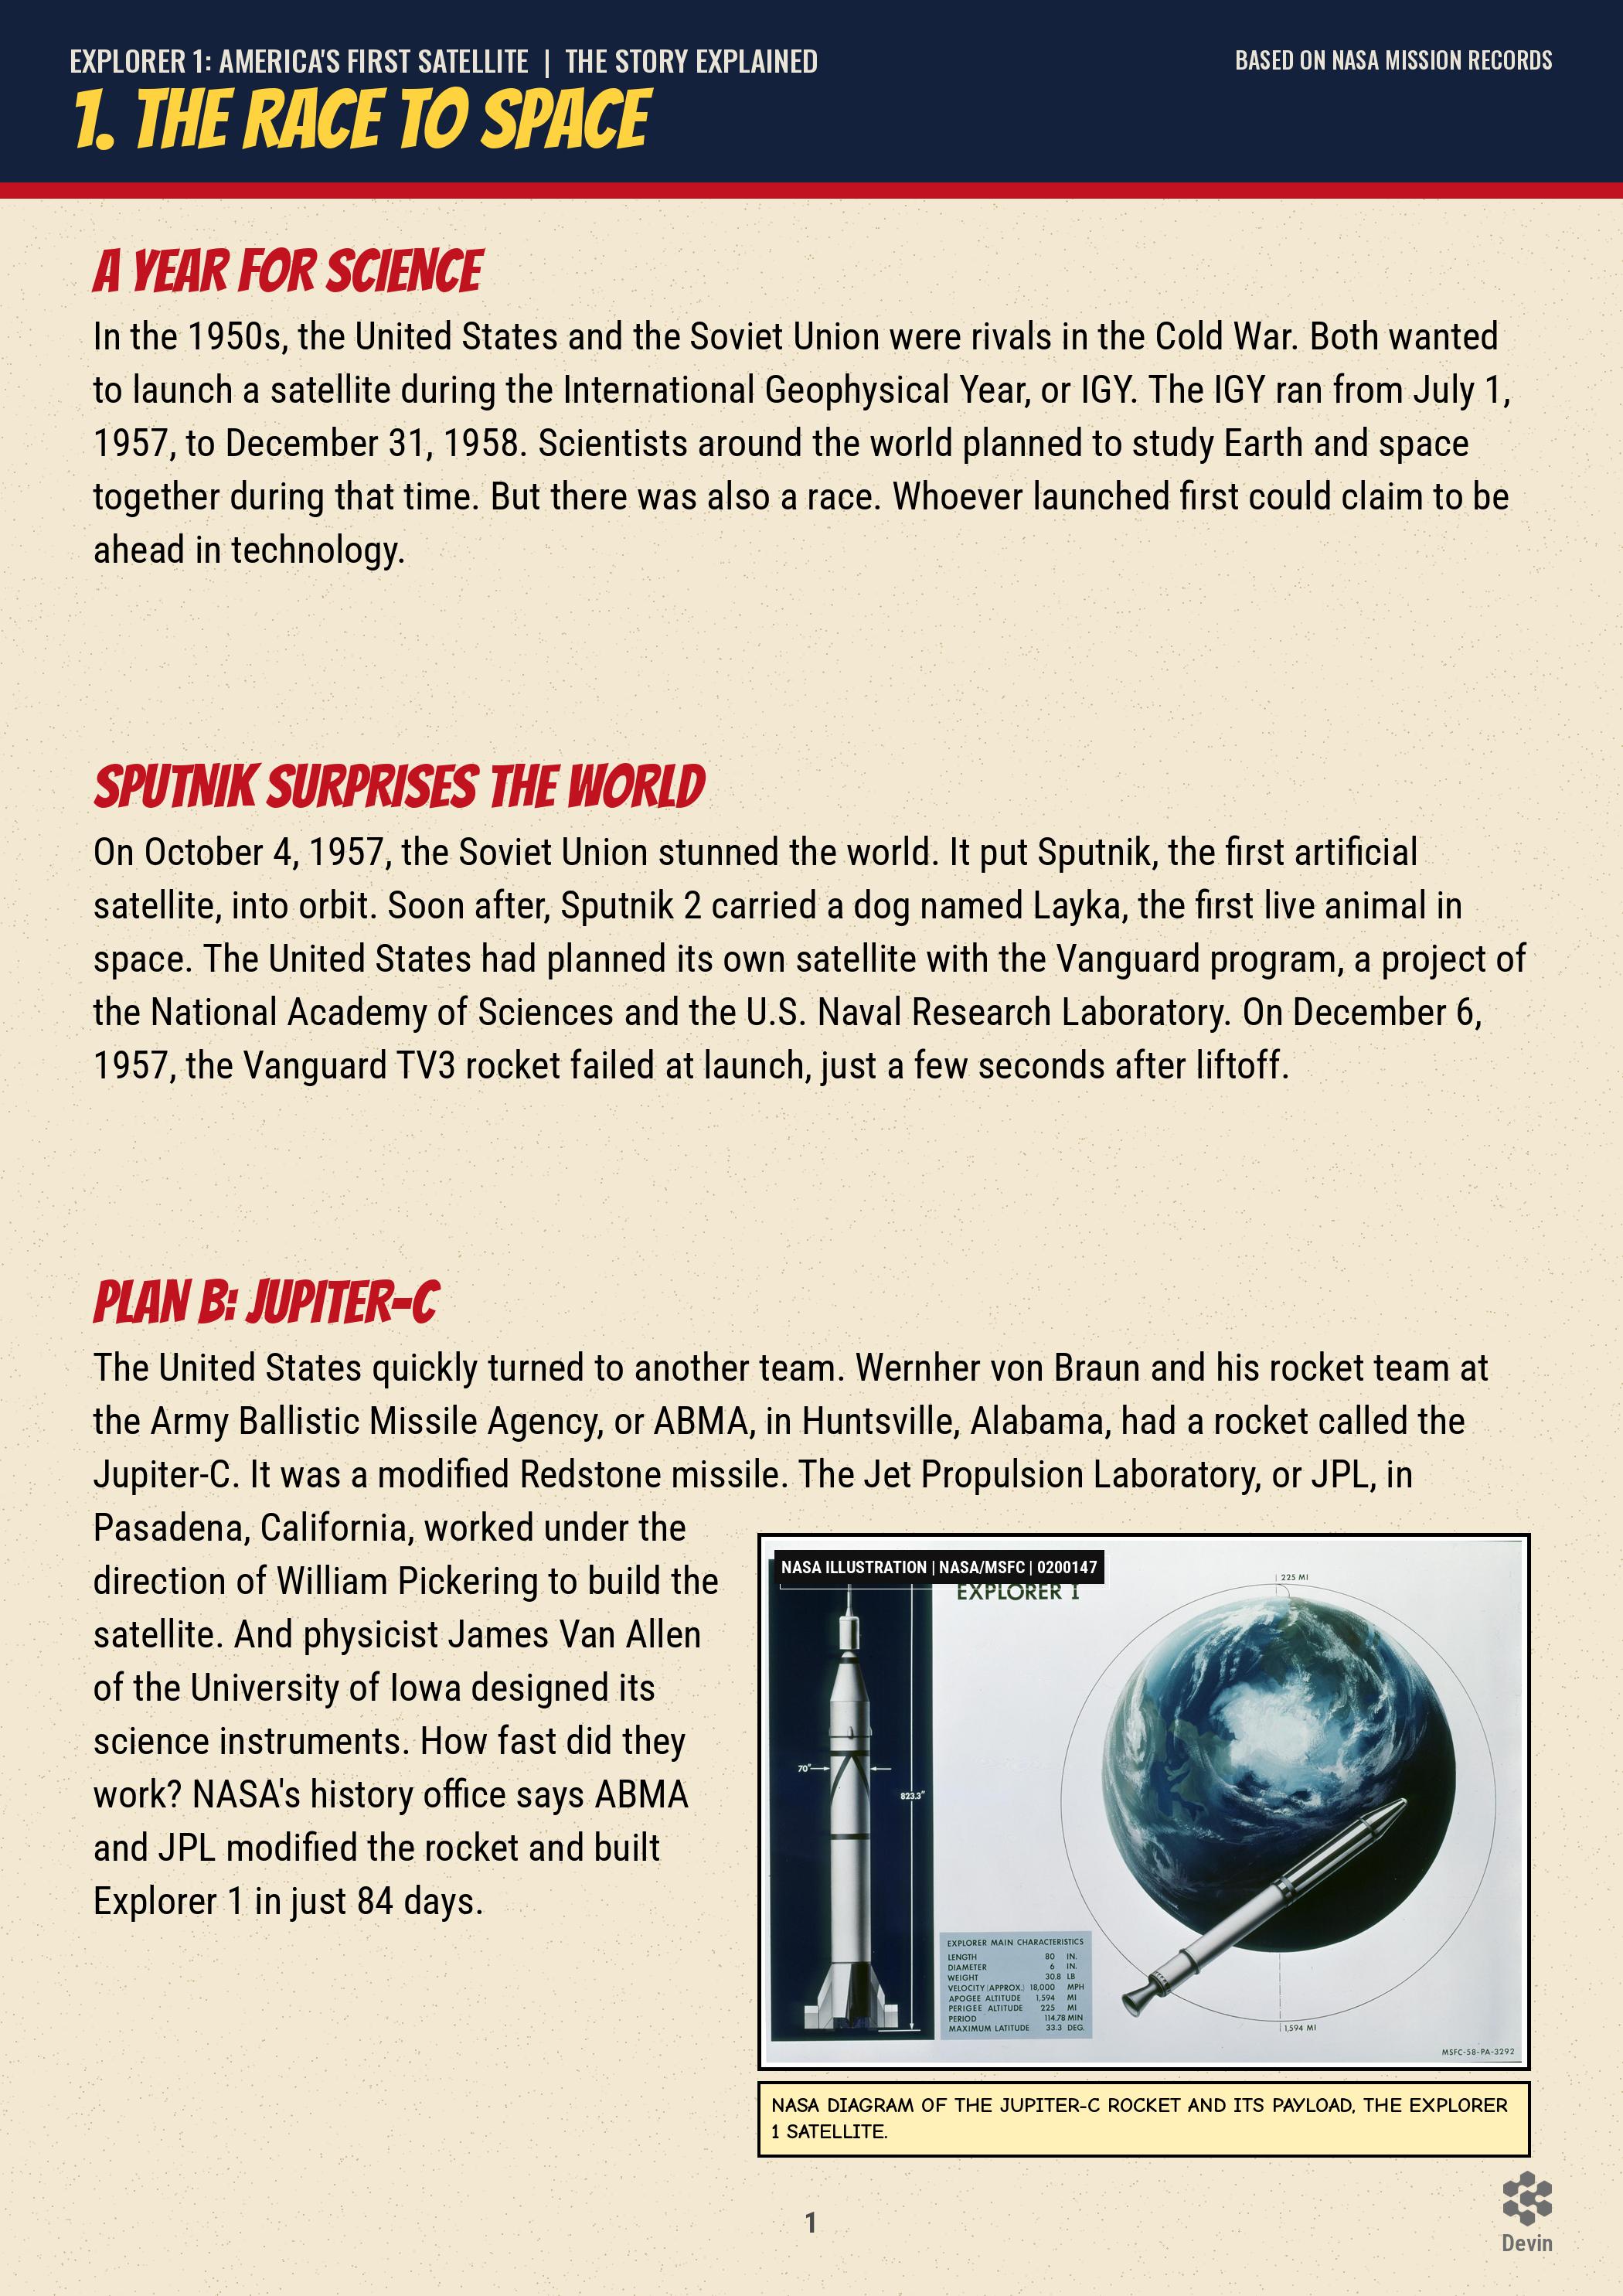 EXPLORER 1: AMERICA'S FIRST SATELLITE | THE STORY EXPLAINED
BASED ON NASA MISSION RECORDS
1. THE RACE TO SPACE
A YEAR FOR SCIENCE
In the 1950s, the United States and the Soviet Union were rivals in the Cold War. Both wanted
to launch a satellite during the International Geophysical Year, or IGY. The IGY ran from July 1,
1957, to December 31, 1958. Scientists around the world planned to study Earth and space
together during that time. But there was also a race. Whoever launched first could claim to be
ahead in technology.
SPUTNIK SURPRISES THE WORLD
On October 4, 1957, the Soviet Union stunned the world. It put Sputnik, the first artificial
satellite, into orbit. Soon after, Sputnik 2 carried a dog named Layka, the first live animal in
space. The United States had planned its own satellite with the Vanguard program, a project of
the National Academy of Sciences and the U.S. Naval Research Laboratory. On December 6,
1957, the Vanguard TV3 rocket failed at launch, just a few seconds after liftoff.
PLAN B: JUPITER-C
The United States quickly turned to another team. Wernher von Braun and his rocket team at
the Army Ballistic Missile Agency, or ABMA, in Huntsville, Alabama, had a rocket called the
Jupiter-C. It was a modified Redstone missile. The Jet Propulsion Laboratory, or JPL, in
Pasadena, California, worked under the
direction of William Pickering to build the
satellite. And physicist James Van Allen
of the University of Iowa designed its
science instruments. How fast did they
work? NASA's history office says ABMA
and JPL modified the rocket and built
Explorer 1 in just 84 days.
NASA ILLUSTRATION | NASA/MSFC | 0200147
EXPLORER I
225 MI
70"
823.3"
EXPLORER MAIN CHARACTERISTICS
LENGTH 80 IN.
DIAMETER 6 IN.
WEIGHT 30.8 LB
VELOCITY (APPROX.) 18,000 MPH
APOGEE ALTITUDE 1,594 MI
PERIGEE ALTITUDE 225 MI
PERIOD 114.78 MIN
MAXIMUM LATITUDE 33.3 DEG.
1,594 MI
MSFC-58-PA-3292
NASA DIAGRAM OF THE JUPITER-C ROCKET AND ITS PAYLOAD, THE EXPLORER
1 SATELLITE.
1
Devin